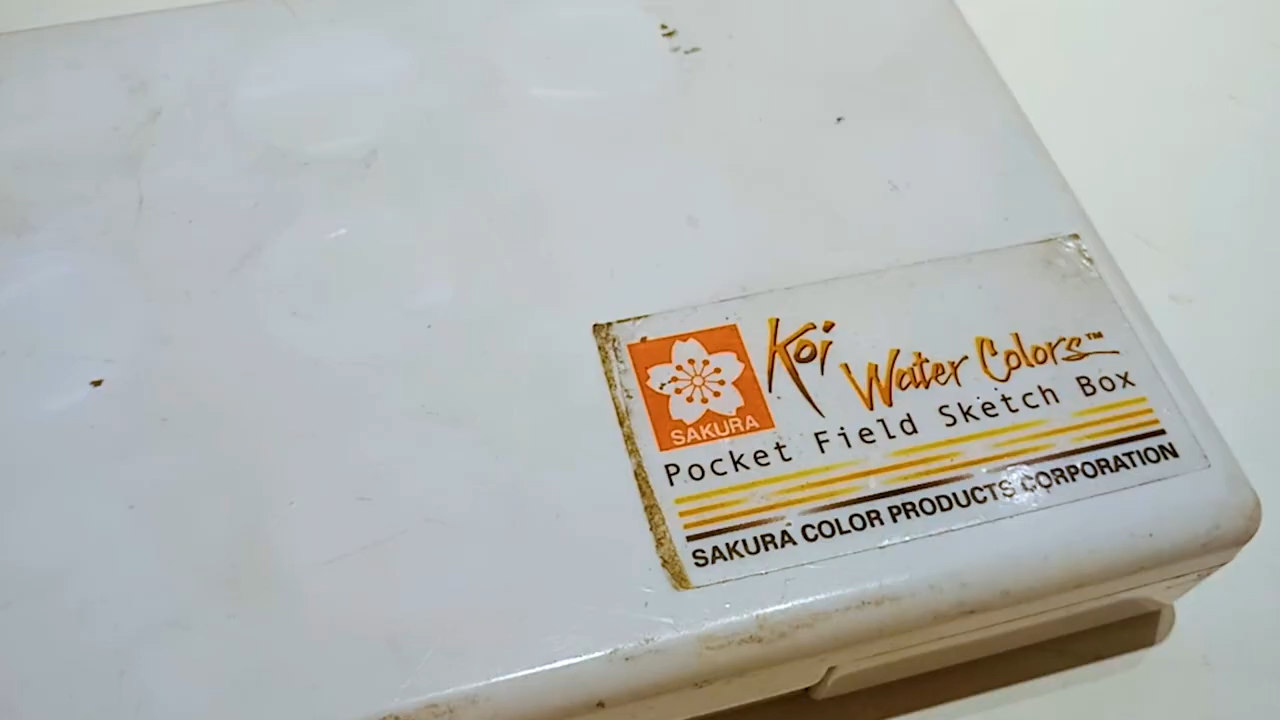 SAKURA
Koi Water Colors™
Pocket Field Sketch Box
SAKURA COLOR PRODUCTS CORPORATION